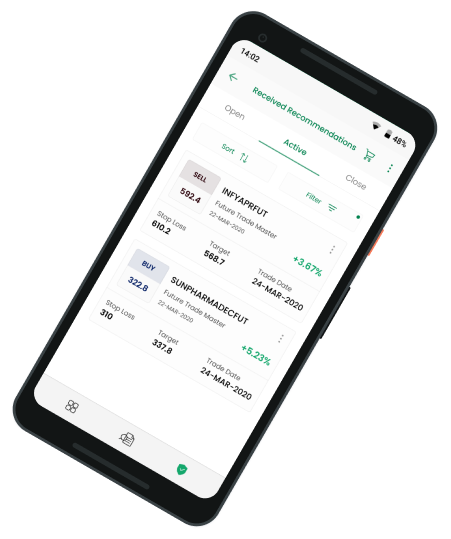 14:02
48%
Received Recommendations
Open
Active
Close
Sort
Filter
SELL
592.4
INFYAPRFUT
Future Trade Master
22-MAR-2020
+3.67%
Stop Loss
610.2
Target
568.7
Trade Date
24-MAR-2020
BUY
322.8
SUNPHARMADECFUT
Future Trade Master
22-MAR-2020
+5.23%
Stop Loss
310
Target
337.8
Trade Date
24-MAR-2020